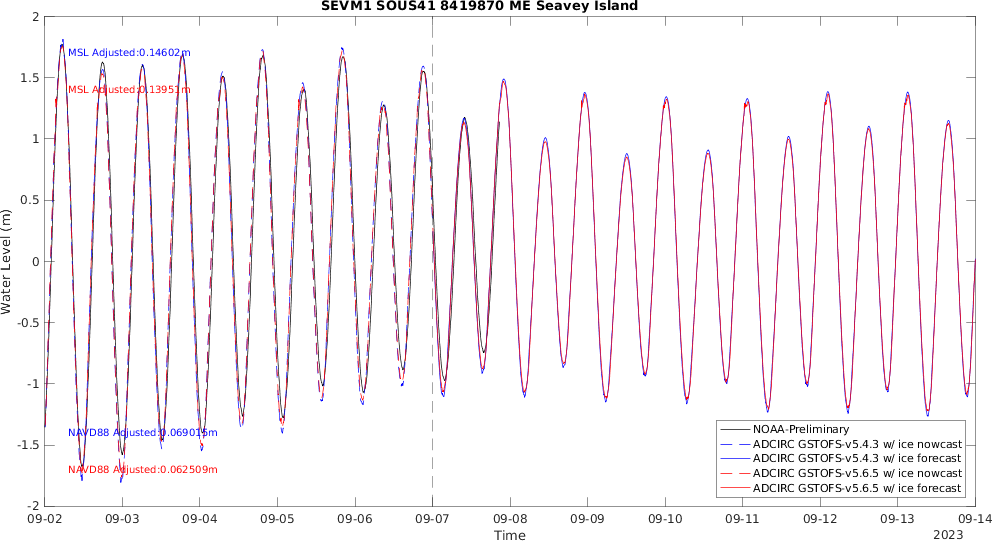 SEVM1 SOUS41 8419870 ME Seavey Island
2
1.5
1
0.5
0
-0.5
-1
-1.5
-2
Water Level (m)
MSL Adjusted:0.14602m
MSL Adjusted:0.13951m
NAVD88 Adjusted:0.069015m
NAVD88 Adjusted:0.062509m
NOAA-Preliminary
ADCIRC GSTOFS-v5.4.3 w/ ice nowcast
ADCIRC GSTOFS-v5.4.3 w/ ice forecast
ADCIRC GSTOFS-v5.6.5 w/ ice nowcast
ADCIRC GSTOFS-v5.6.5 w/ ice forecast
09-02 09-03 09-04 09-05 09-06 09-07 09-08 09-09 09-10 09-11 09-12 09-13 09-14
Time
2023